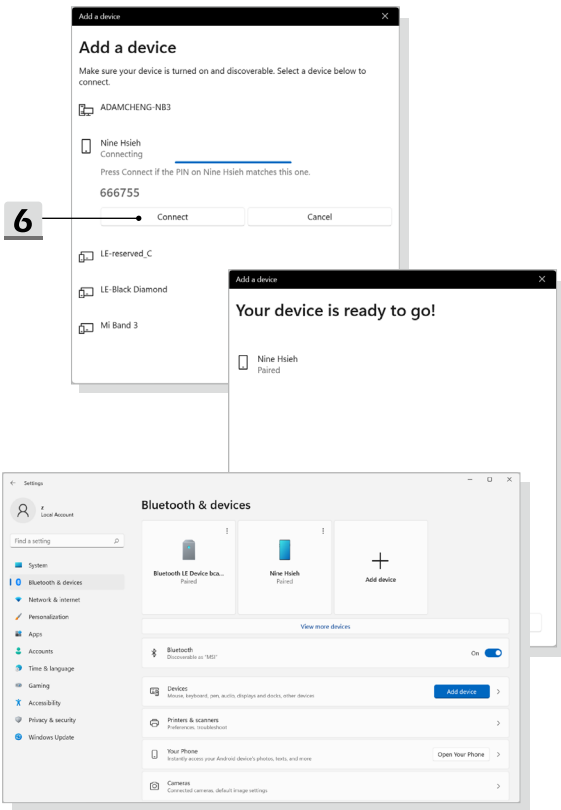 Add a device
Add a device
Make sure your device is turned on and discoverable. Select a device below to
connect.
ADAMCHENG-NB3
Nine Hsieh
Connecting
Press Connect if the PIN on Nine Hsieh matches this one.
666755
6
Connect
Cancel
LE-reserved_C
LE-Black Diamond
Mi Band 3
Add a device
Your device is ready to go!
Nine Hsieh
Paired
Settings
Local Account
Find a setting
System
Bluetooth & devices
Network & internet
Personalization
Apps
Accounts
Time & language
Gaming
Accessibility
Privacy & security
Windows Update
Bluetooth & devices
Bluetooth LE Device bca...
Paired
Nine Hsieh
Paired
Add device
View more devices
Bluetooth
Discoverable as "MSI"
On
Devices
Mouse, keyboard, pen, audio, displays and docks, other devices
Add device
Printers & scanners
Preferences, troubleshoot
Your Phone
Instantly access your Android device's photos, texts, and more
Open Your Phone
Cameras
Connected cameras, default image settings